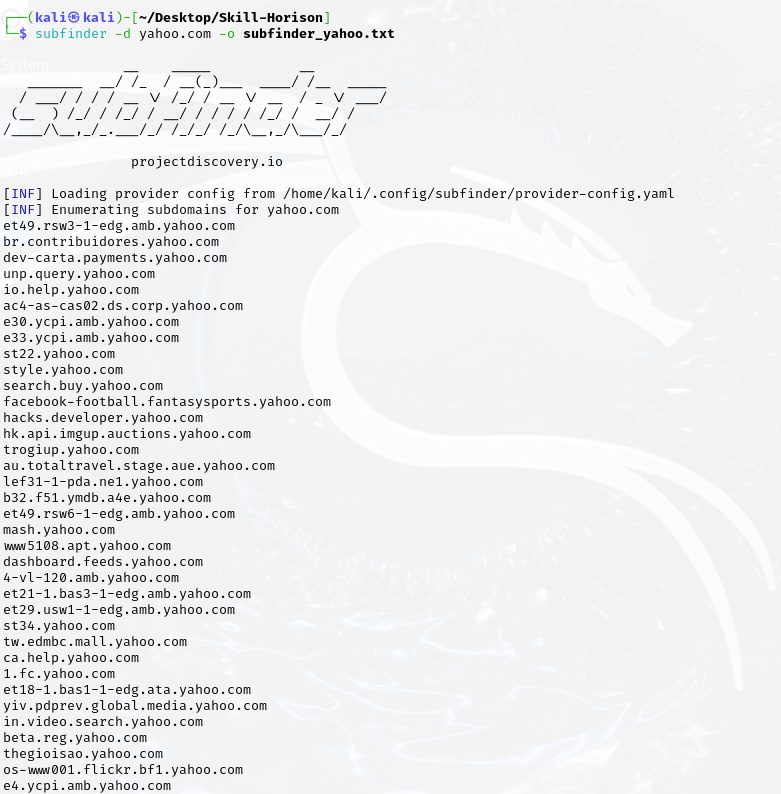 ┌──(kali㉿kali)-[~/Desktop/Skill-Horison]
└─$ subfinder -d yahoo.com -o subfinder_yahoo.txt
System
projectdiscovery.io
[INF] Loading provider config from /home/kali/.config/subfinder/provider-config.yaml
[INF] Enumerating subdomains for yahoo.com
et49.rsw3-1-edg.amb.yahoo.com
br.contribuidores.yahoo.com
dev-carta.payments.yahoo.com
unp.query.yahoo.com
io.help.yahoo.com
ac4-as-cas02.ds.corp.yahoo.com
e30.ycpi.amb.yahoo.com
e33.ycpi.amb.yahoo.com
st22.yahoo.com
style.yahoo.com
search.buy.yahoo.com
facebook-football.fantasysports.yahoo.com
hacks.developer.yahoo.com
hk.api.imgup.auctions.yahoo.com
trogiup.yahoo.com
au.totaltravel.stage.aue.yahoo.com
lef31-1-pda.ne1.yahoo.com
b32.f51.ymdb.a4e.yahoo.com
et49.rsw6-1-edg.amb.yahoo.com
mash.yahoo.com
www5108.apt.yahoo.com
dashboard.feeds.yahoo.com
4-vl-120.amb.yahoo.com
et21-1.bas3-1-edg.amb.yahoo.com
et29.usw1-1-edg.amb.yahoo.com
st34.yahoo.com
tw.edmbc.mall.yahoo.com
ca.help.yahoo.com
1.fc.yahoo.com
et18-1.bas1-1-edg.ata.yahoo.com
yiv.pdprev.global.media.yahoo.com
in.video.search.yahoo.com
beta.reg.yahoo.com
thegioisao.yahoo.com
os-www001.flickr.bf1.yahoo.com
e4.ycpi.amb.yahoo.com